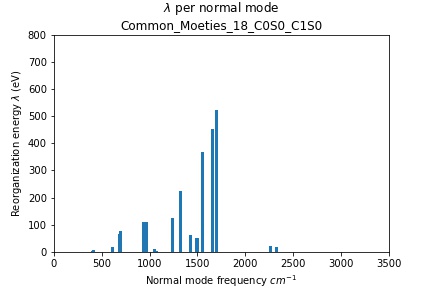 λ per normal mode
Common_Moeties_18_C0S0_C1S0
800
700
600
500
400
300
200
100
0
Reorganization energy λ (eV)
0 500 1000 1500 2000 2500 3000 3500
Normal mode frequency cm⁻¹